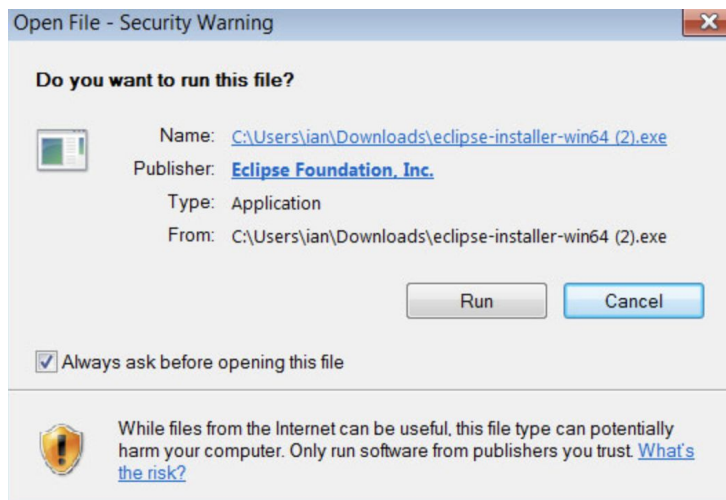 Open File - Security Warning
Do you want to run this file?
Name: C:\Users\ian\Downloads\eclipse-installer-win64 (2).exe
Publisher: Eclipse Foundation, Inc.
Type: Application
From: C:\Users\ian\Downloads\eclipse-installer-win64 (2).exe
Run Cancel
Always ask before opening this file
While files from the Internet can be useful, this file type can potentially
harm your computer. Only run software from publishers you trust. What's
the risk?